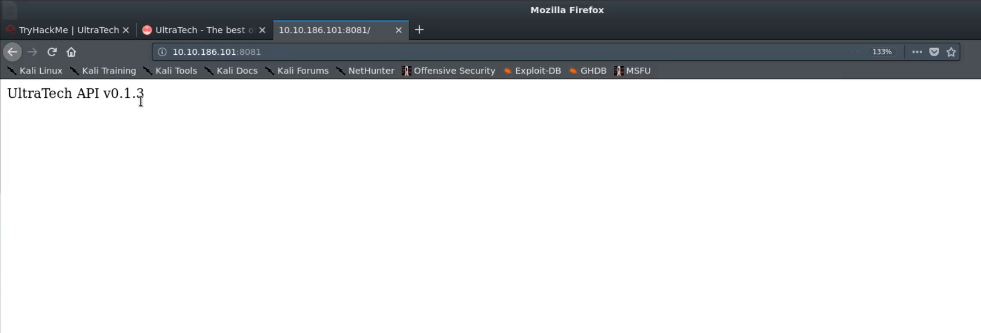 Mozilla Firefox
TryHackMe | UltraTech
UltraTech - The best o
10.10.186.101:8081/
10.10.186.101:8081
133%
Kali Linux Kali Training Kali Tools Kali Docs Kali Forums NetHunter Offensive Security Exploit-DB GHDB MSFU
UltraTech API v0.1.3